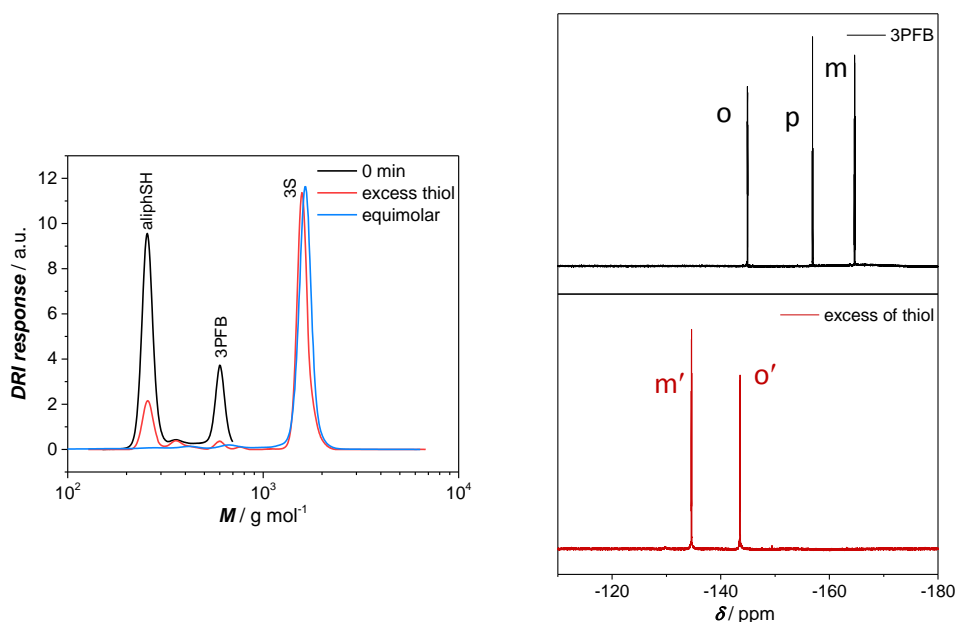 DRI response / a.u.
12
10
8
6
4
2
0
aliphSH
3PFB
3S
0 min
excess thiol
equimolar
10²
10³
10⁴
M / g mol⁻¹
3PFB
o
p
m
excess of thiol
m′
o′
-120
-140
-160
-180
δ / ppm